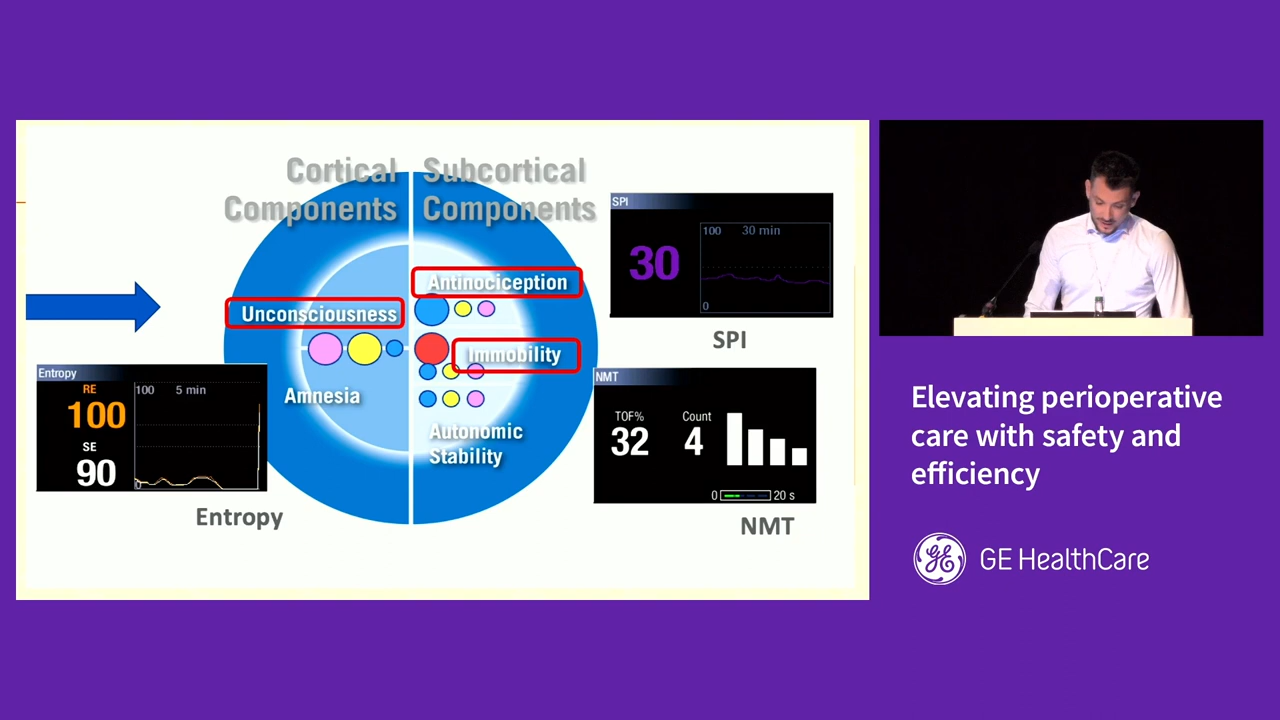 Cortical
Components
Subcortical
Components
Antinociception
Unconsciousness
Immobility
Amnesia
Autonomic
Stability
Entropy
RE
100
SE
90
100 5 min
0
Entropy
SPI
30
100 30 min
0
SPI
NMT
TOF%
32
Count
4
0 20 s
NMT
Elevating perioperative
care with safety and
efficiency
GE HealthCare